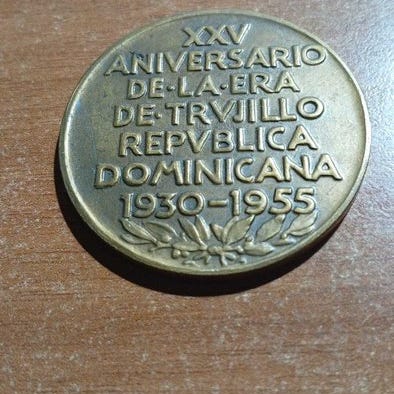 XXV
ANIVERSARIO
DE·LA·ERA
DE·TRVJILLO
REPVBLICA
DOMINICANA
1930-1955